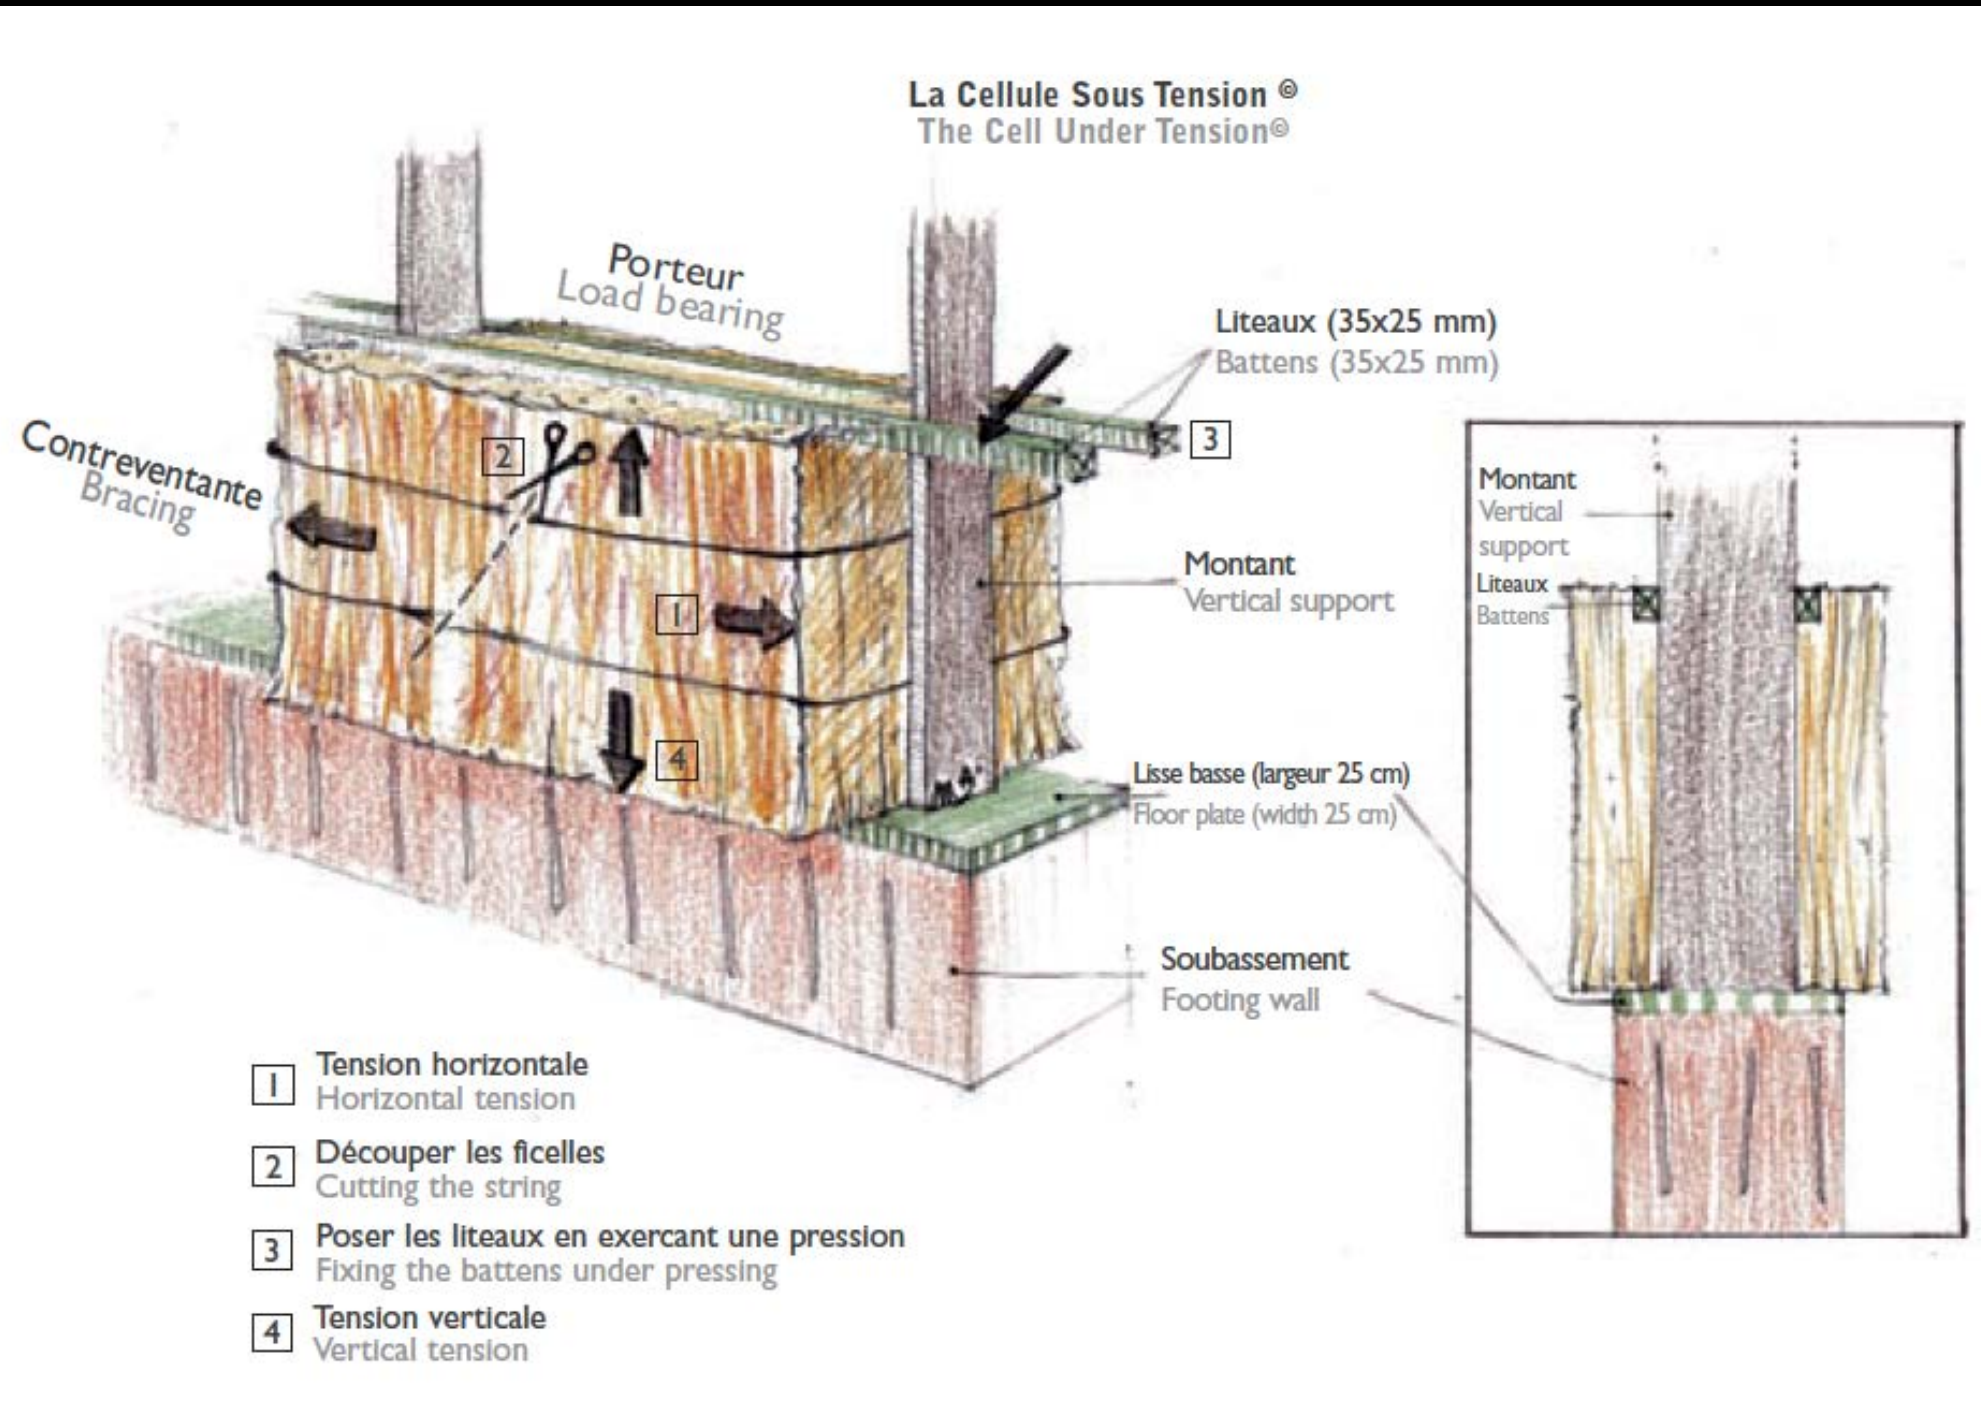 La Cellule Sous Tension ©
The Cell Under Tension©
Porteur
Load bearing
Liteaux (35x25 mm)
Battens (35x25 mm)
3
Contreventante
Bracing
2
Montant
Vertical
support
Liteaux
Battens
Montant
Vertical support
1
4
Lisse basse (largeur 25 cm)
Floor plate (width 25 cm)
Soubassement
Footing wall
1 Tension horizontale
Horizontal tension
2 Découper les ficelles
Cutting the string
3 Poser les liteaux en exercant une pression
Fixing the battens under pressing
4 Tension verticale
Vertical tension